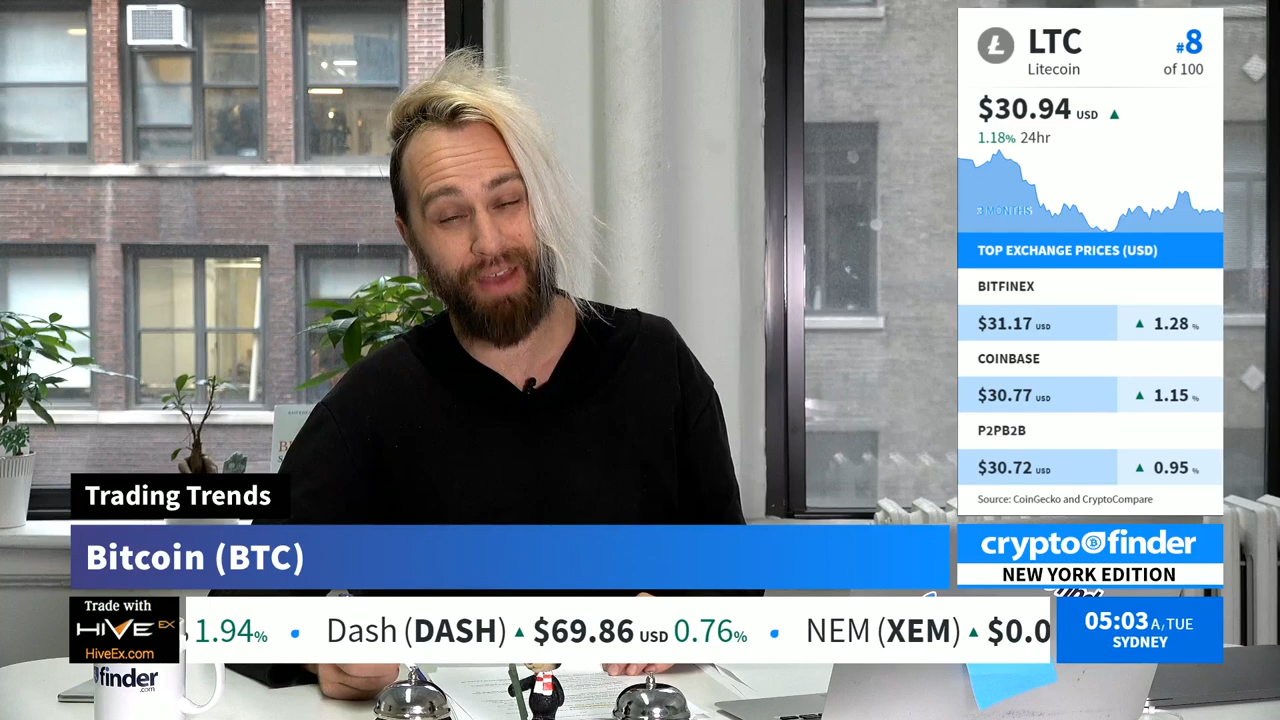 LTC
Litecoin
#8
of 100
$30.94 USD ▲
1.18% 24hr
3 MONTHS
TOP EXCHANGE PRICES (USD)
BITFINEX
$31.17 USD ▲ 1.28 %
COINBASE
$30.77 USD ▲ 1.15 %
P2PB2B
$30.72 USD ▲ 0.95 %
Source: CoinGecko and CryptoCompare
Trading Trends
Bitcoin (BTC)
cryptofinder
NEW YORK EDITION
Trade with
HIVE EX
HiveEx.com
1.94% • Dash (DASH) ▲ $69.86 USD 0.76% • NEM (XEM) ▲ $0.0
05:03 A, TUE
SYDNEY
finder
.com